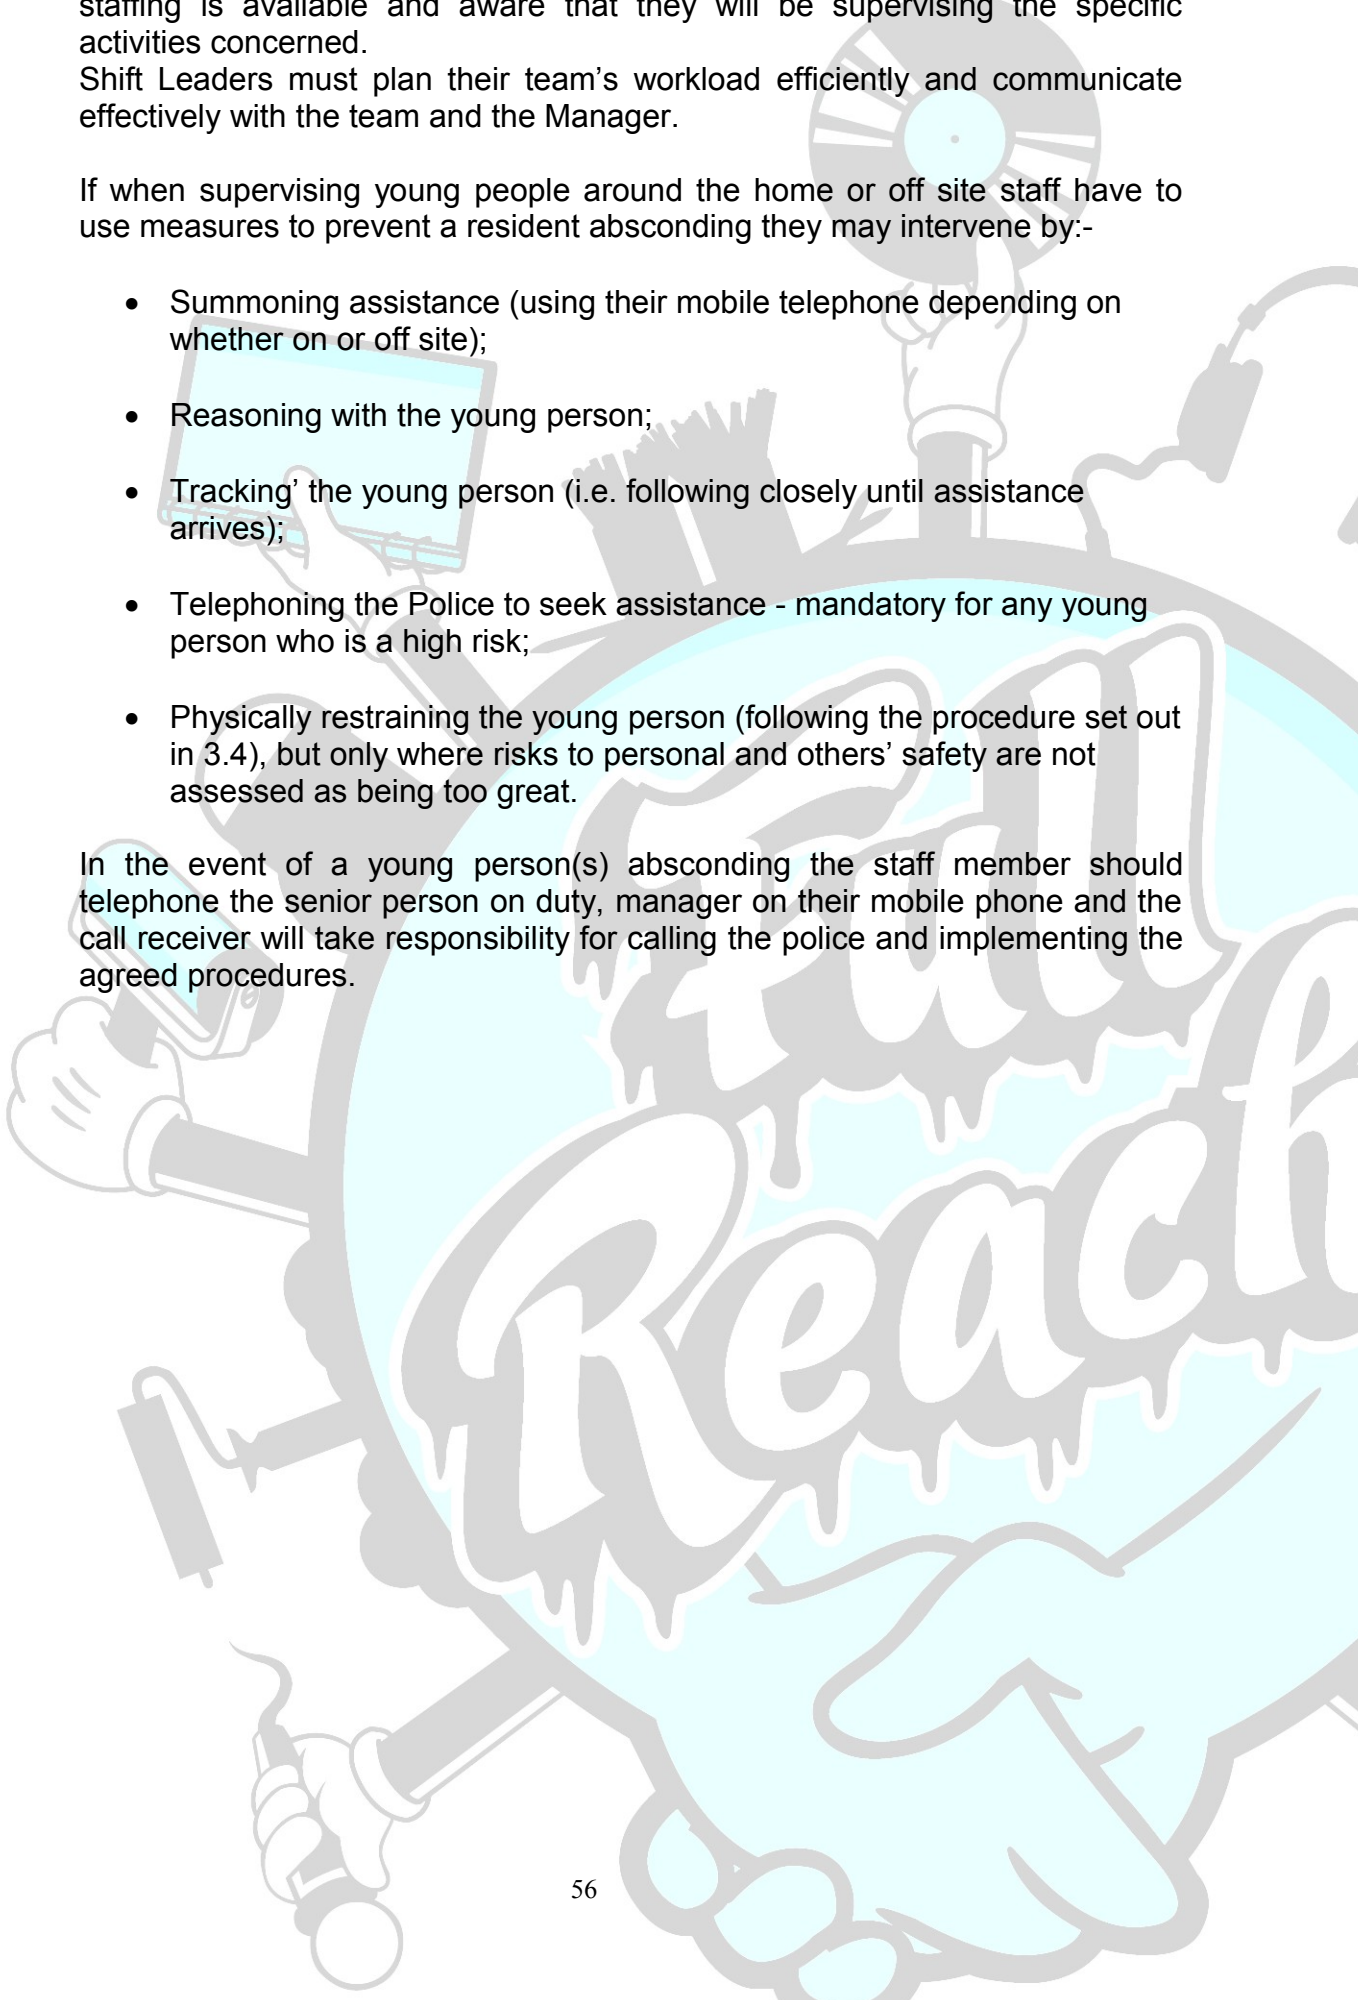 staffing is available and aware that they will be supervising the specific
activities concerned.
Shift Leaders must plan their team’s workload efficiently and communicate
effectively with the team and the Manager.
If when supervising young people around the home or off site staff have to
use measures to prevent a resident absconding they may intervene by:-
• Summoning assistance (using their mobile telephone depending on
whether on or off site);
• Reasoning with the young person;
• Tracking’ the young person (i.e. following closely until assistance
arrives);
• Telephoning the Police to seek assistance - mandatory for any young
person who is a high risk;
• Physically restraining the young person (following the procedure set out
in 3.4), but only where risks to personal and others’ safety are not
assessed as being too great.
In the event of a young person(s) absconding the staff member should
telephone the senior person on duty, manager on their mobile phone and the
call receiver will take responsibility for calling the police and implementing the
agreed procedures.
Full
Reach
56